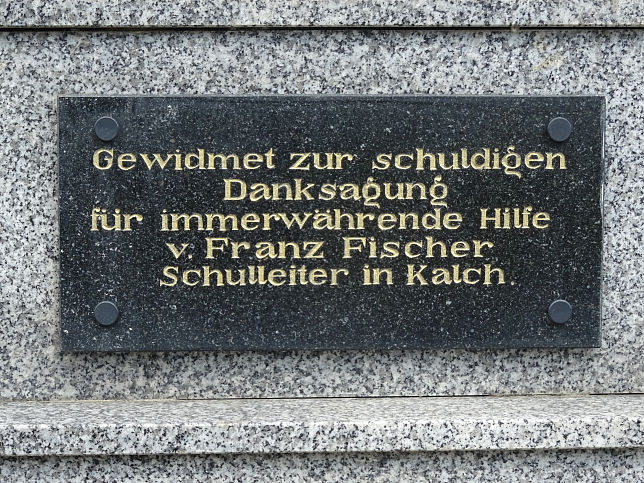 Gewidmet zur schuldigen
Danksagung
für immerwährende Hilfe
v. Franz Fischer
Schulleiter in Kalch.